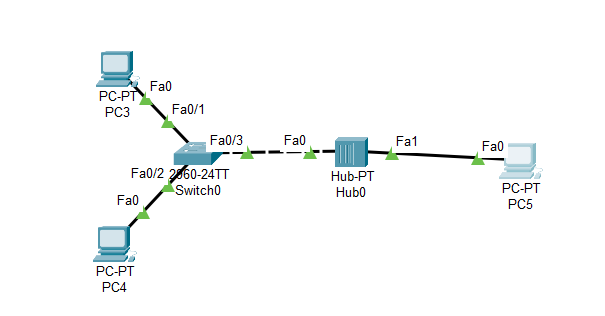 Fa0
PC-PT
PC3
Fa0/1
Fa0/3
Fa0
Fa1
Fa0
Fa0/2
2960-24TT
Switch0
Hub-PT
Hub0
PC-PT
PC5
Fa0
PC-PT
PC4